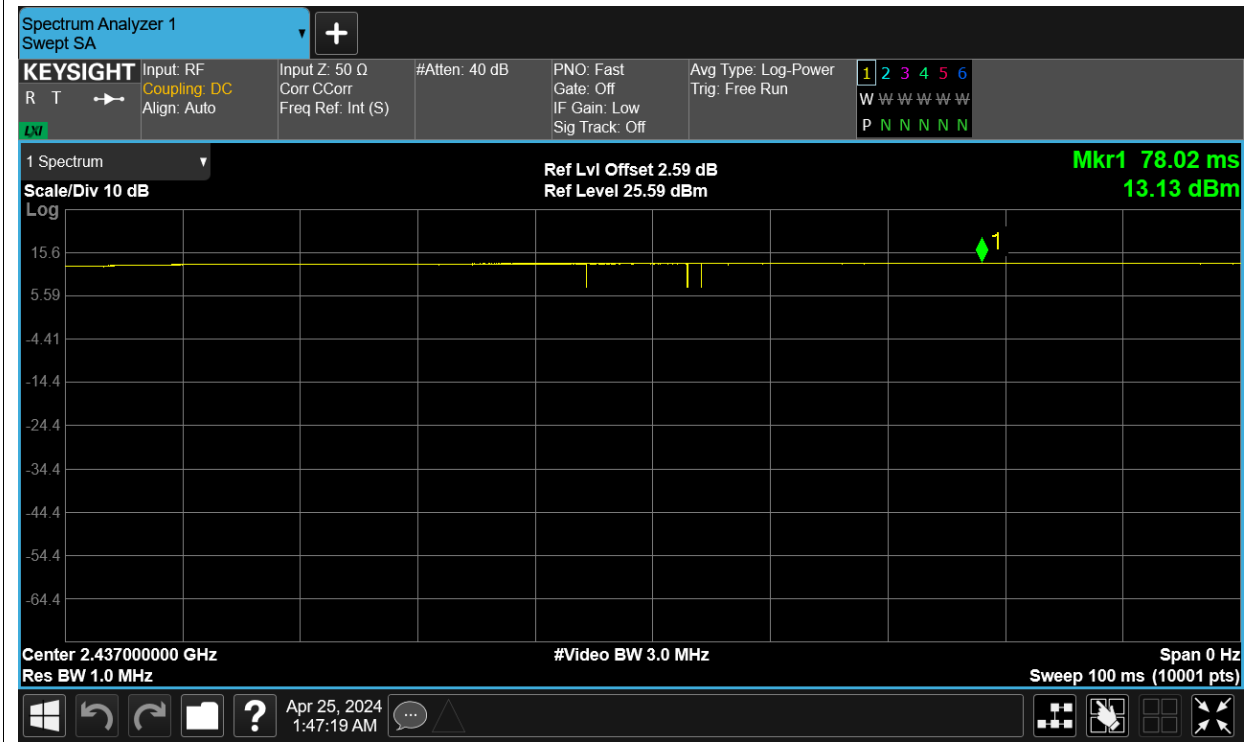 Spectrum Analyzer 1
Swept SA
KEYSIGHT
R T
LXI
Input: RF
Coupling: DC
Align: Auto
Input Z: 50 Ω
Corr CCorr
Freq Ref: Int (S)
#Atten: 40 dB
PNO: Fast
Gate: Off
IF Gain: Low
Sig Track: Off
Avg Type: Log-Power
Trig: Free Run
1 2 3 4 5 6
W W W W W W
P N N N N N
1 Spectrum
Scale/Div 10 dB
Log
Ref Lvl Offset 2.59 dB
Ref Level 25.59 dBm
Mkr1 78.02 ms
13.13 dBm
1
15.6
5.59
-4.41
-14.4
-24.4
-34.4
-44.4
-54.4
-64.4
Center 2.437000000 GHz
#Video BW 3.0 MHz
Span 0 Hz
Res BW 1.0 MHz
Sweep 100 ms (10001 pts)
?
Apr 25, 2024
1:47:19 AM